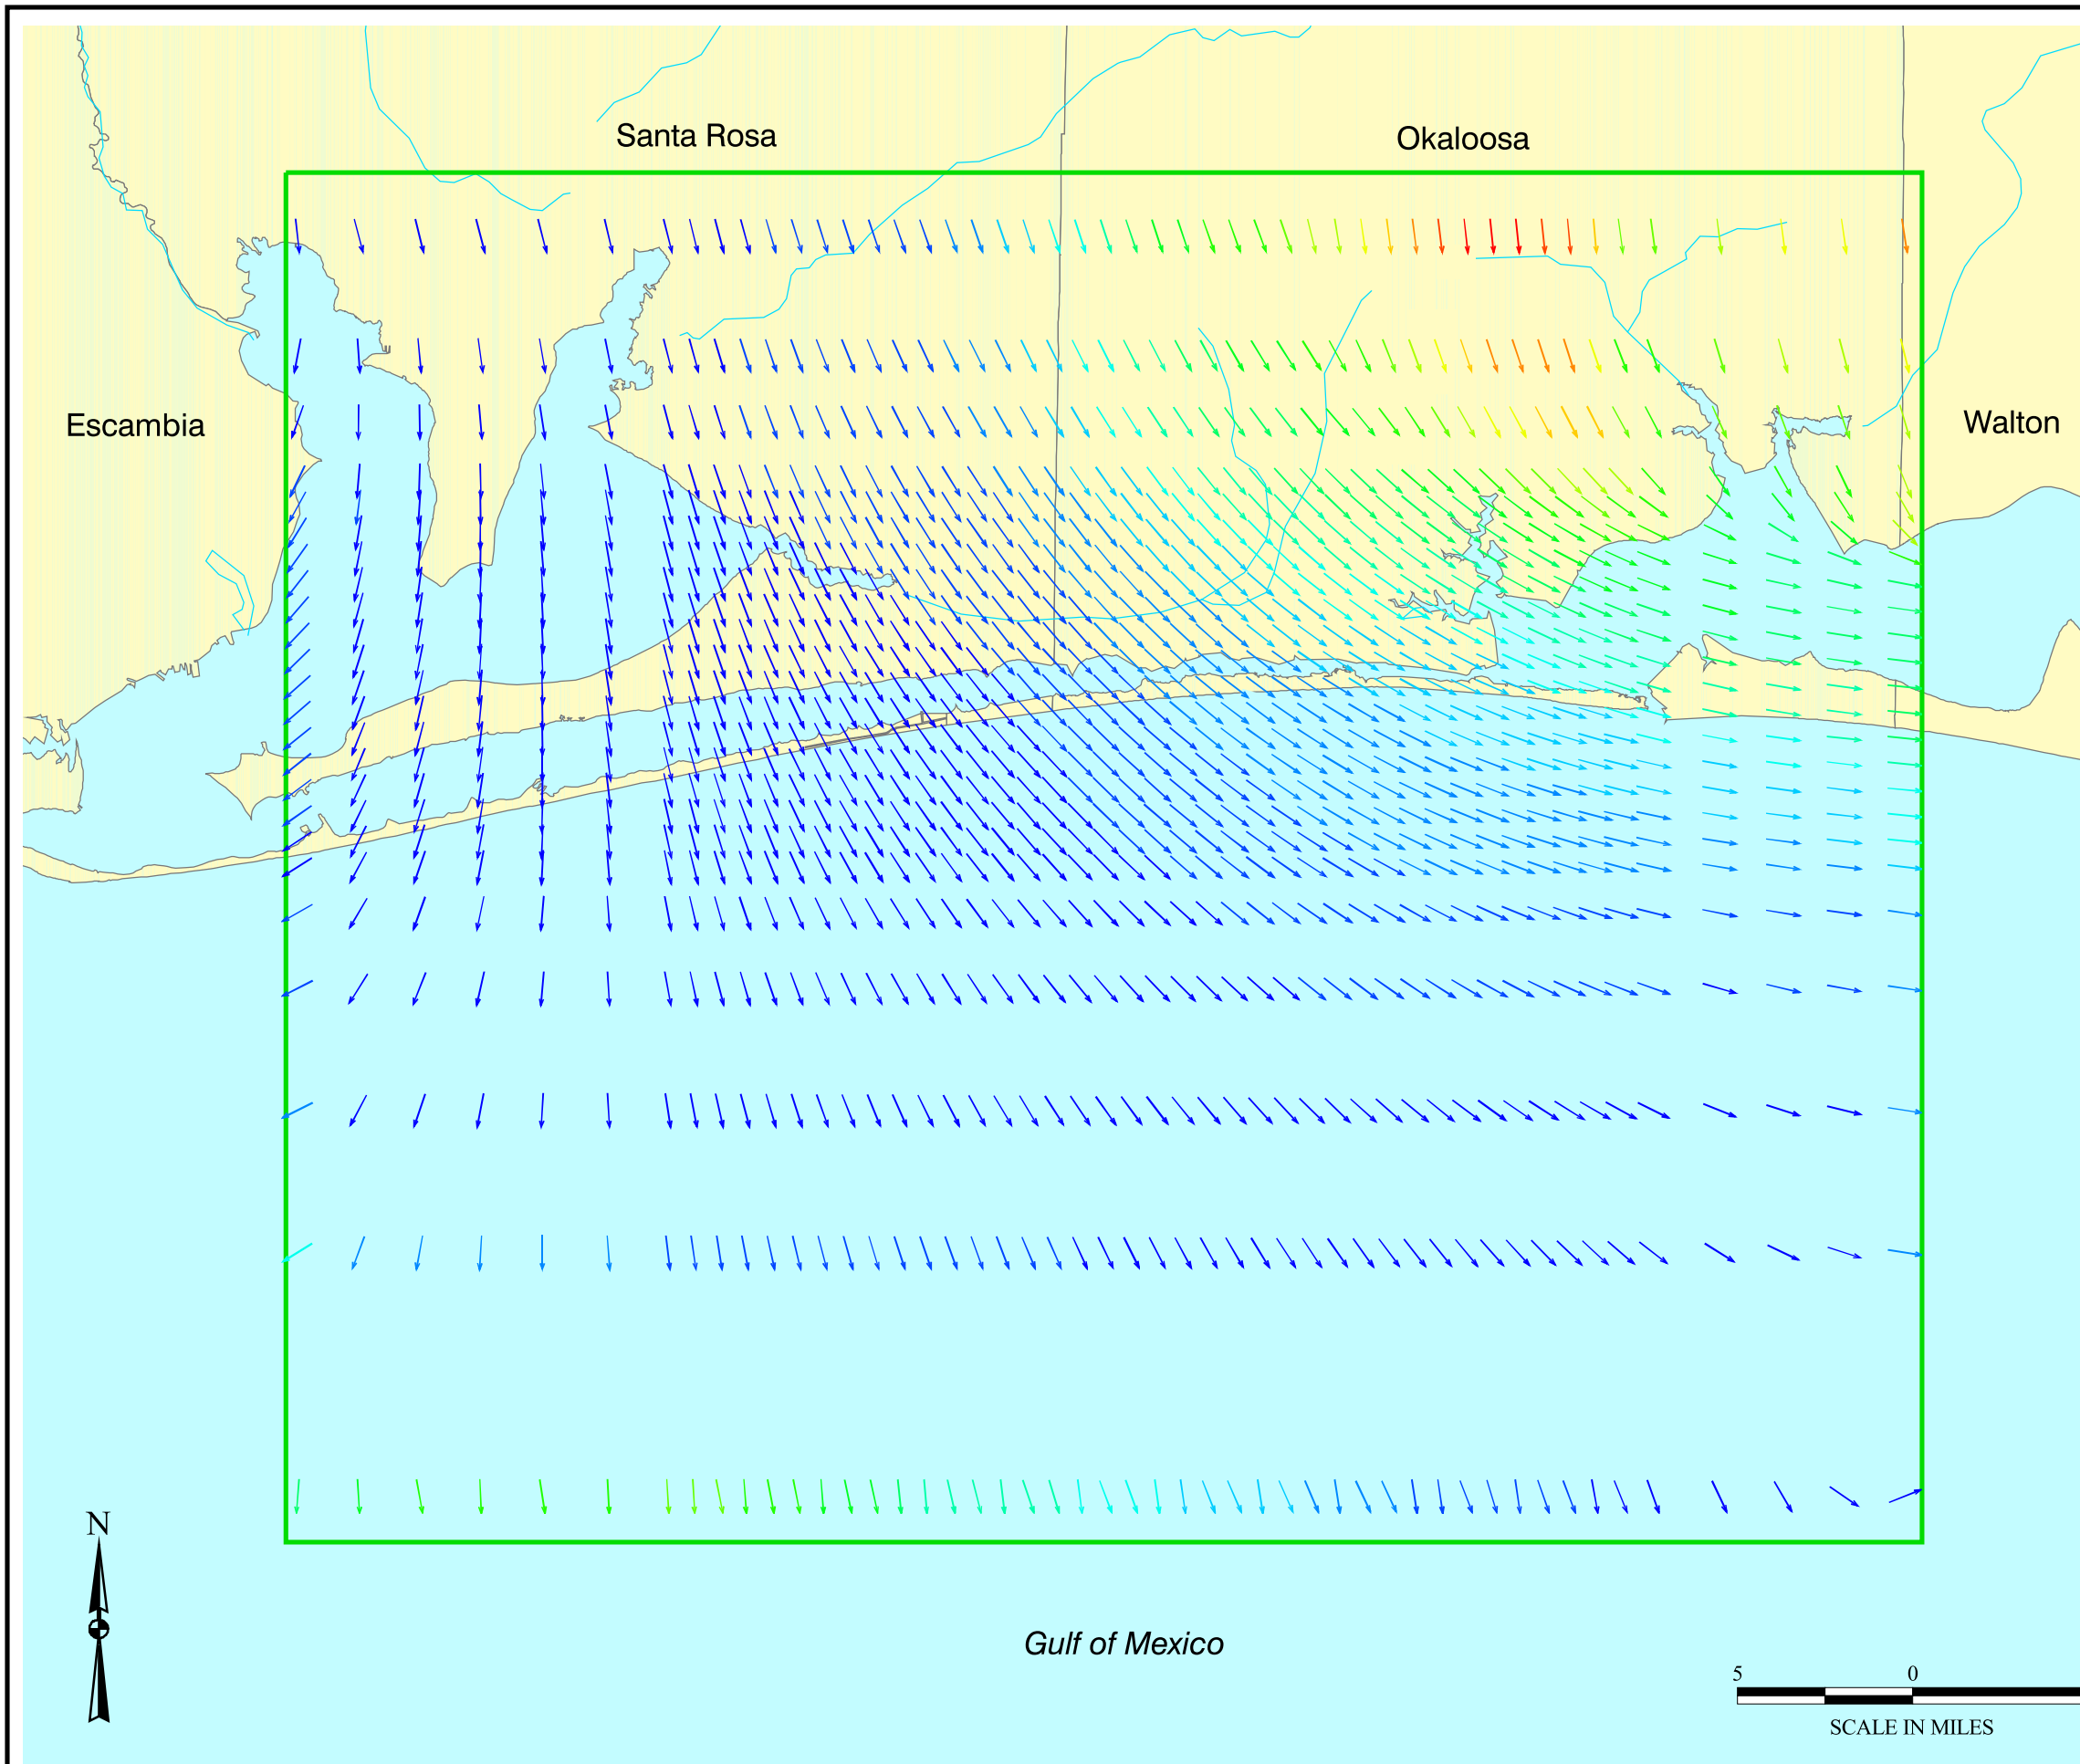 Santa Rosa
Okaloosa
Escambia
Walton
N
Gulf of Mexico
5 0
SCALE IN MILES